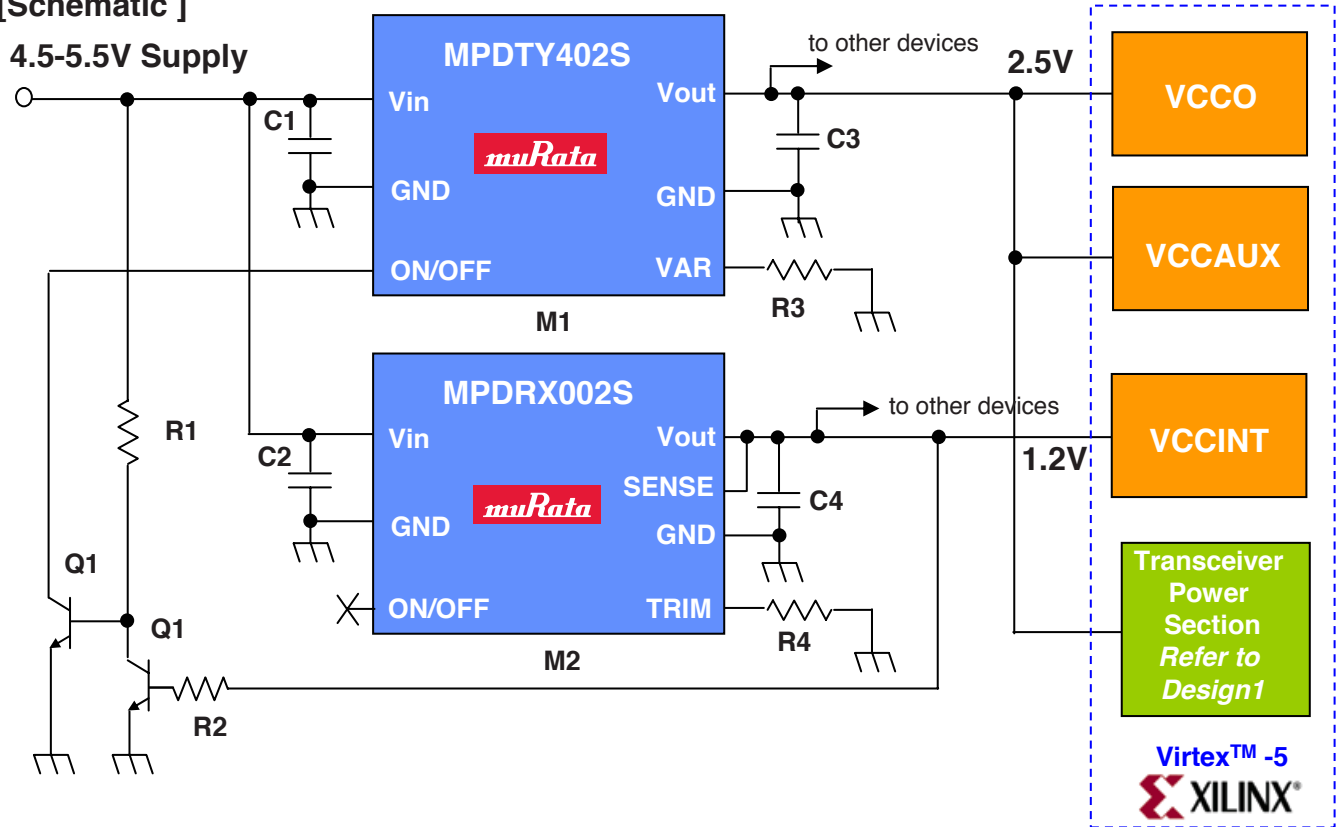 [Schematic ]
4.5-5.5V Supply
MPDTY402S
Vin
Vout
muRata
GND
GND
ON/OFF
VAR
M1
C1
C3
R3
to other devices
2.5V
VCCO
VCCAUX
MPDRX002S
Vin
Vout
SENSE
muRata
GND
GND
ON/OFF
TRIM
M2
C2
C4
R4
to other devices
1.2V
VCCINT
R1
Q1
Q1
R2
Transceiver
Power
Section
Refer to
Design1
Virtex™ -5
XILINX®